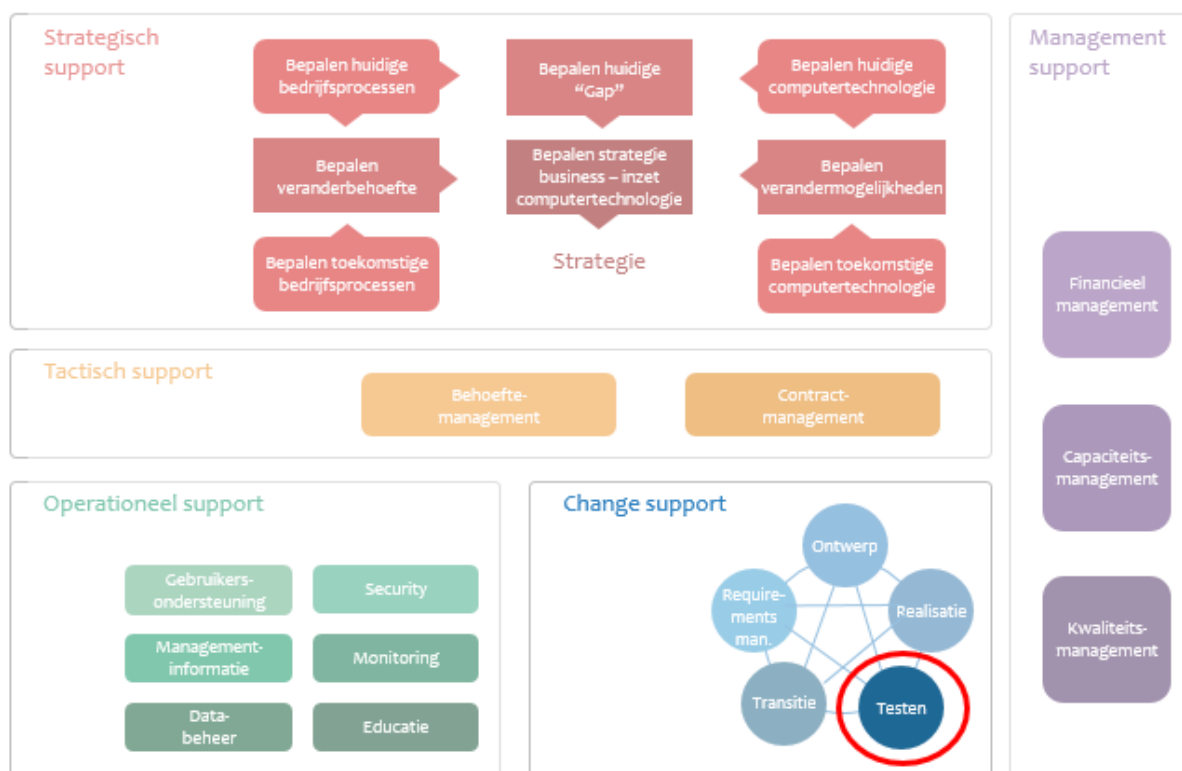 Strategisch
support
Bepalen huidige
bedrijfsprocessen
Bepalen huidige
“Gap”
Bepalen huidige
computertechnologie
Bepalen
veranderbehoefte
Bepalen strategie
business – inzet
computertechnologie
Bepalen
verandermogelijkheden
Bepalen toekomstige
bedrijfsprocessen
Strategie
Bepalen toekomstige
computertechnologie
Management
support
Financieel
management
Capaciteits-
management
Kwaliteits-
management
Tactisch support
Behoefte-
management
Contract-
management
Operationeel support
Gebruikers-
ondersteuning
Security
Management-
informatie
Monitoring
Data-
beheer
Educatie
Change support
Ontwerp
Require-
ments
man.
Realisatie
Transitie
Testen